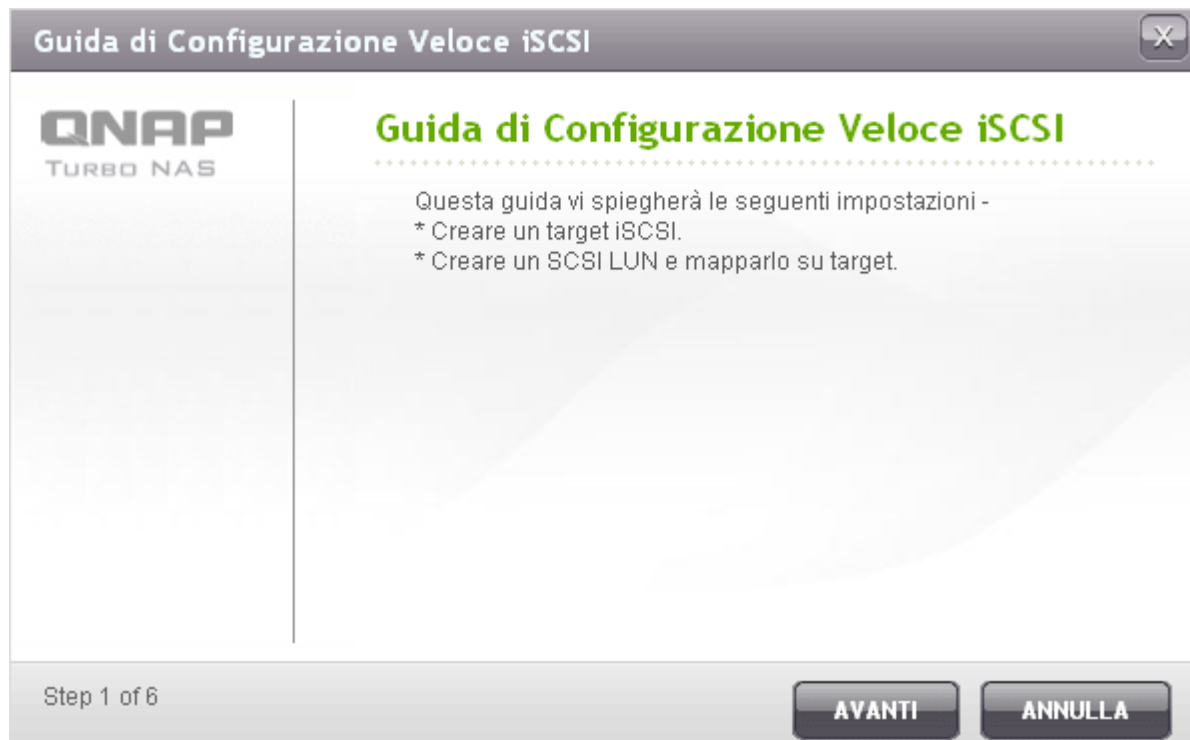 Guida di Configurazione Veloce iSCSI
X
QNAP
TURBO NAS
Guida di Configurazione Veloce iSCSI
Questa guida vi spiegherà le seguenti impostazioni -
* Creare un target iSCSI.
* Creare un SCSI LUN e mapparlo su target.
Step 1 of 6
AVANTI
ANNULLA